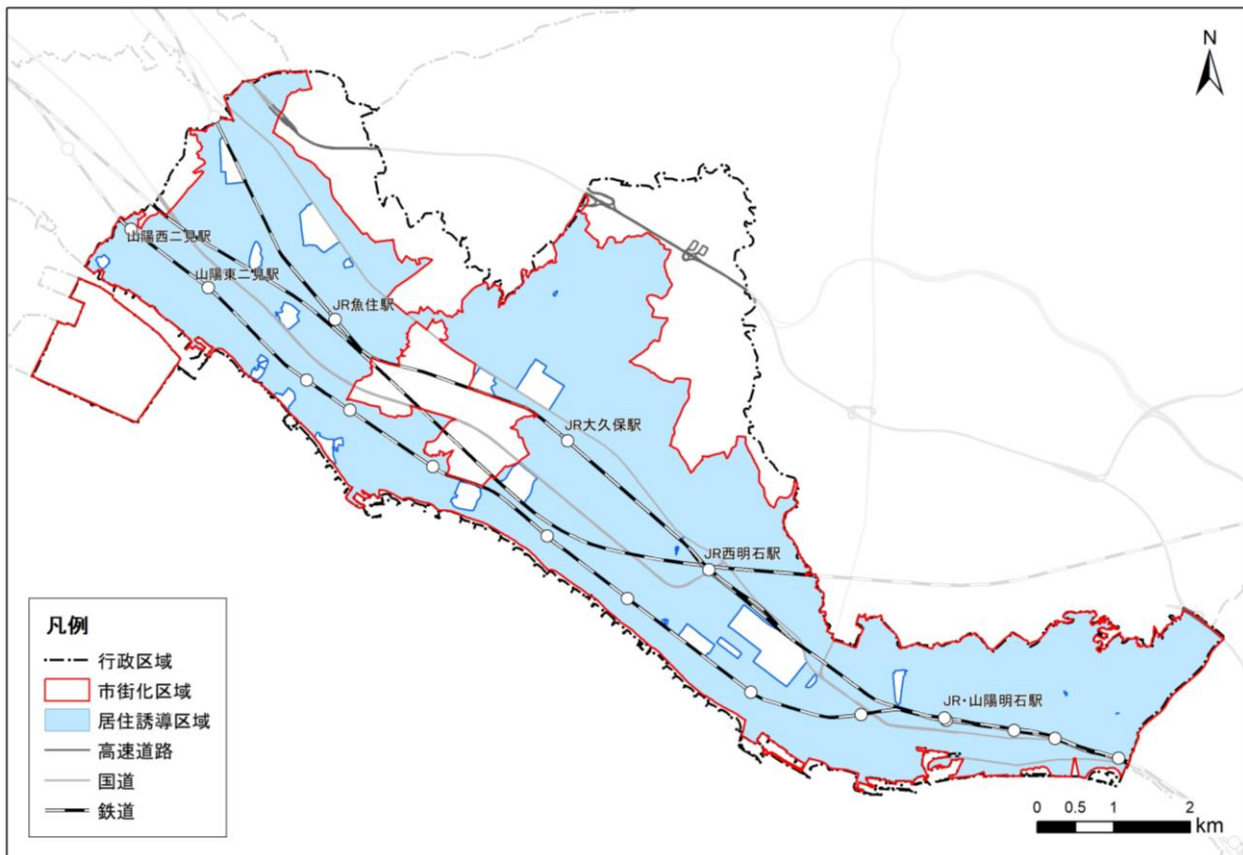 N
山陽西二見駅
山陽東二見駅
JR魚住駅
JR大久保駅
JR西明石駅
JR・山陽明石駅
凡例
行政区域
市街化区域
居住誘導区域
高速道路
国道
鉄道
0 0.5 1 2
km